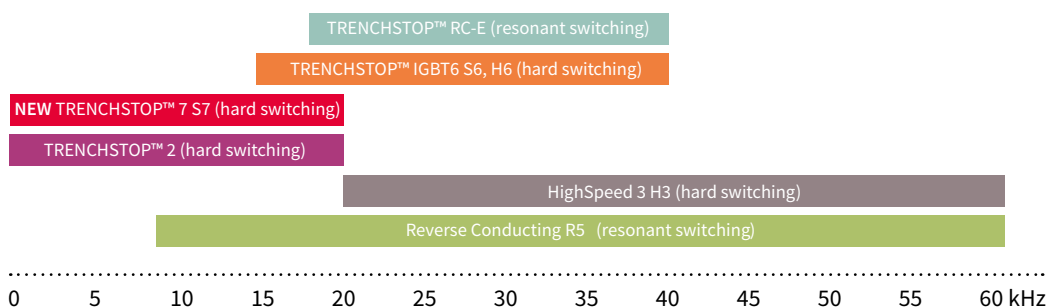 TRENCHSTOP™ RC-E (resonant switching)
TRENCHSTOP™ IGBT6 S6, H6 (hard switching)
NEW TRENCHSTOP™ 7 S7 (hard switching)
TRENCHSTOP™ 2 (hard switching)
HighSpeed 3 H3 (hard switching)
Reverse Conducting R5 (resonant switching)
0 5 10 15 20 25 30 35 40 45 50 55 60 kHz